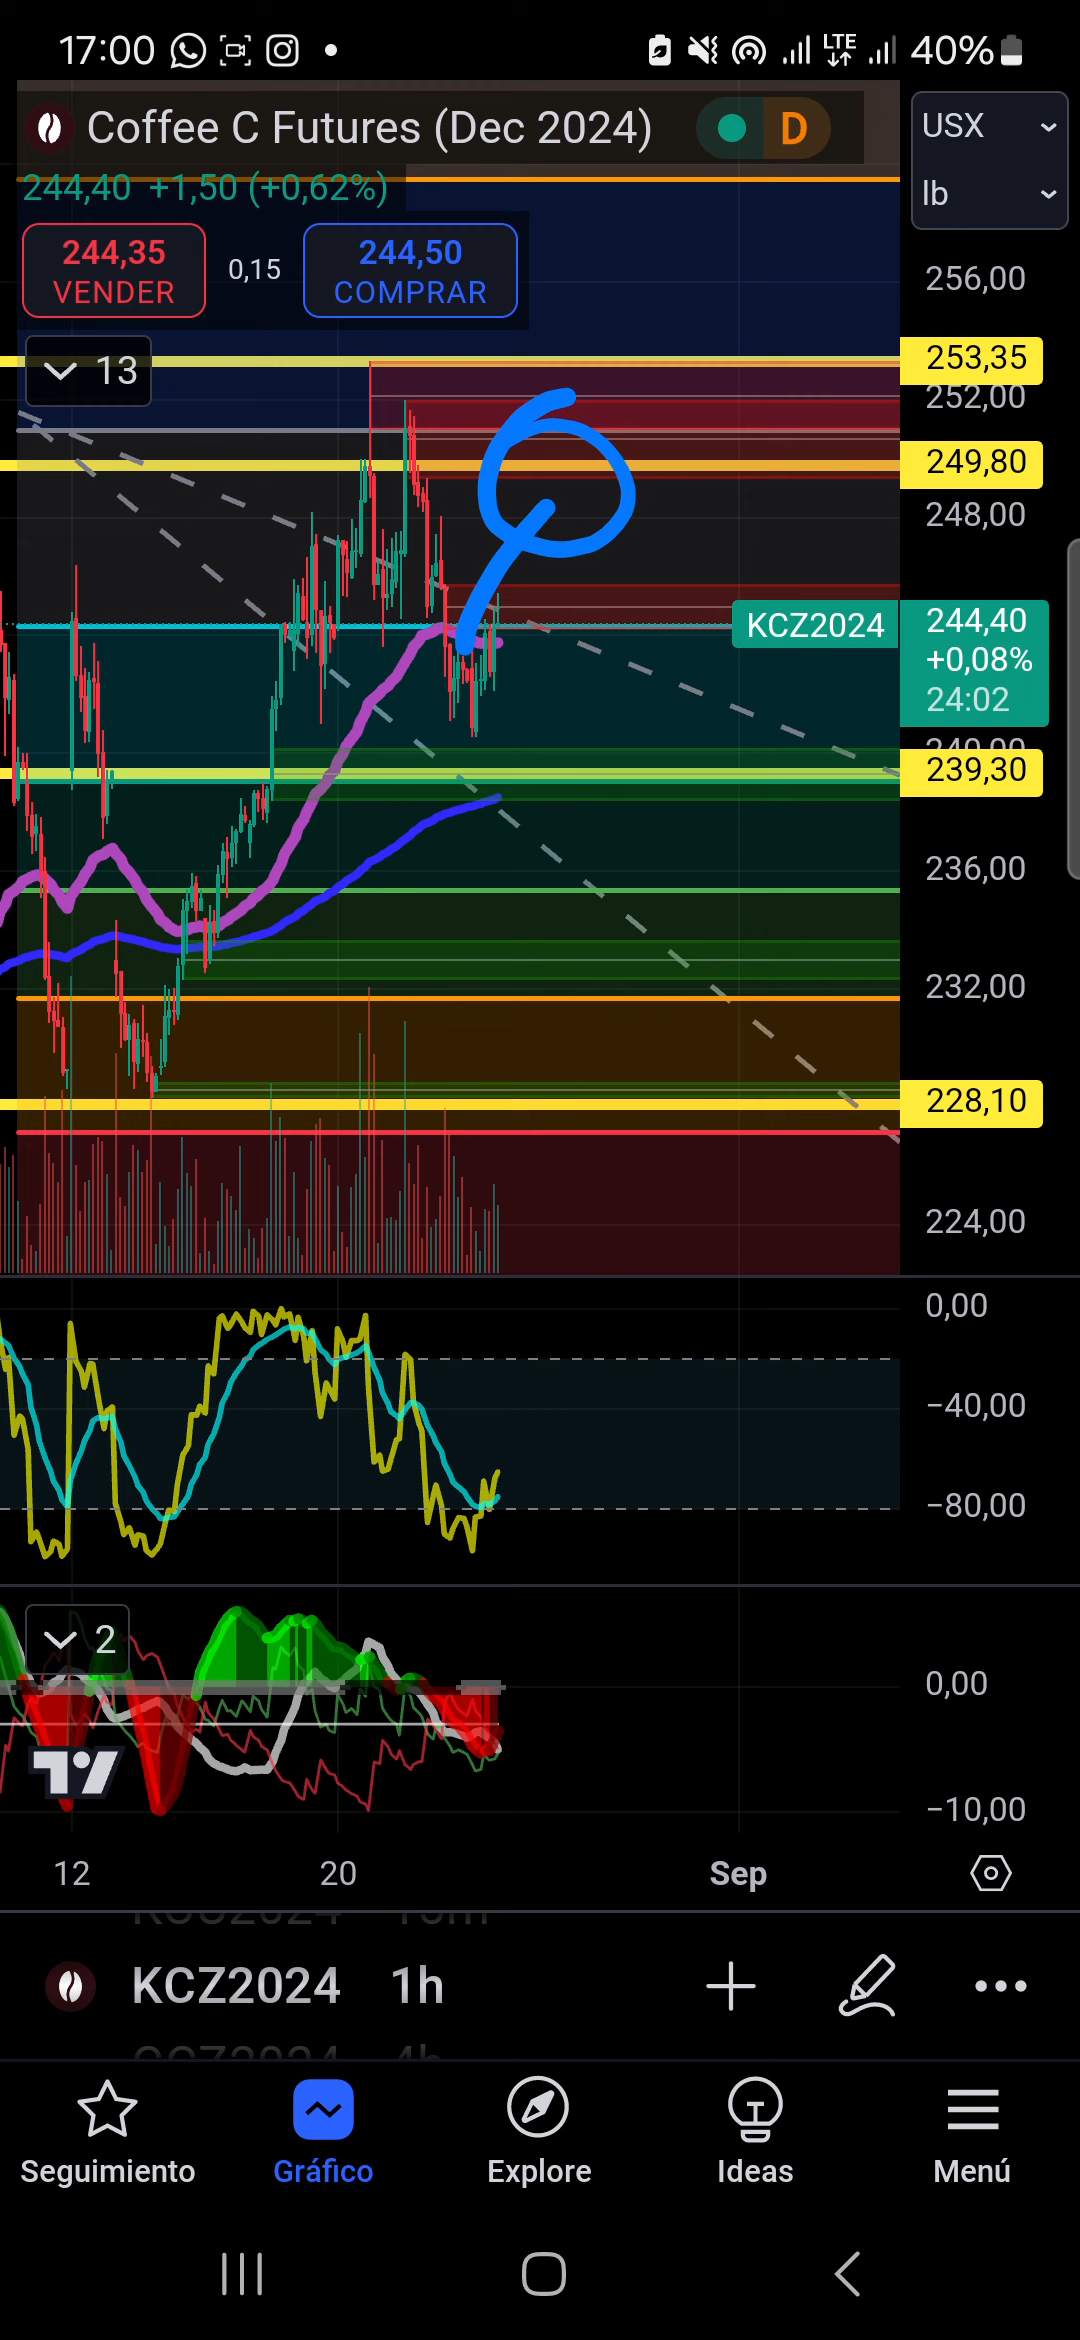 17:00 LTE 40%
Coffee C Futures (Dec 2024) D
USX
lb
244,40 +1,50 (+0,62%)
244,35
VENDER
0,15
244,50
COMPRAR
13
256,00
253,35
252,00
249,80
248,00
KCZ2024
244,40
+0,08%
24:02
240,00
239,30
236,00
232,00
228,10
224,00
0,00
−40,00
−80,00
2
0,00
−10,00
12 20 Sep
KCZ2024 1h
Seguimiento Gráfico Explore Ideas Menú